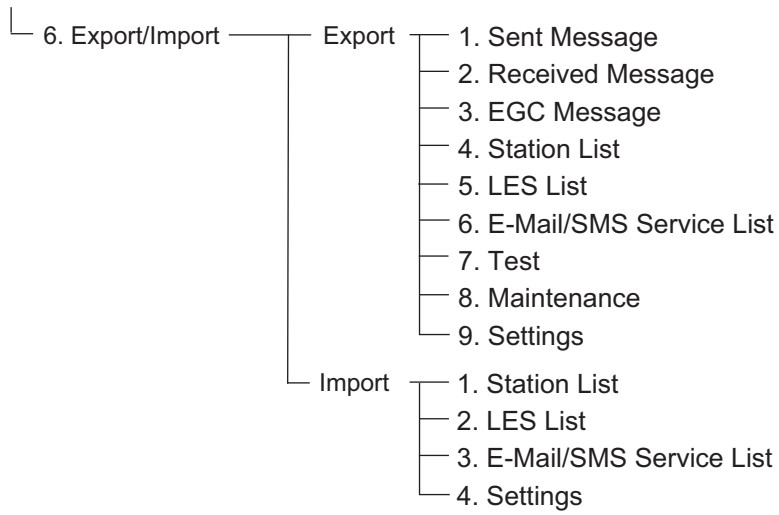 6. Export/Import Export 1. Sent Message
2. Received Message
3. EGC Message
4. Station List
5. LES List
6. E-Mail/SMS Service List
7. Test
8. Maintenance
9. Settings
Import 1. Station List
2. LES List
3. E-Mail/SMS Service List
4. Settings